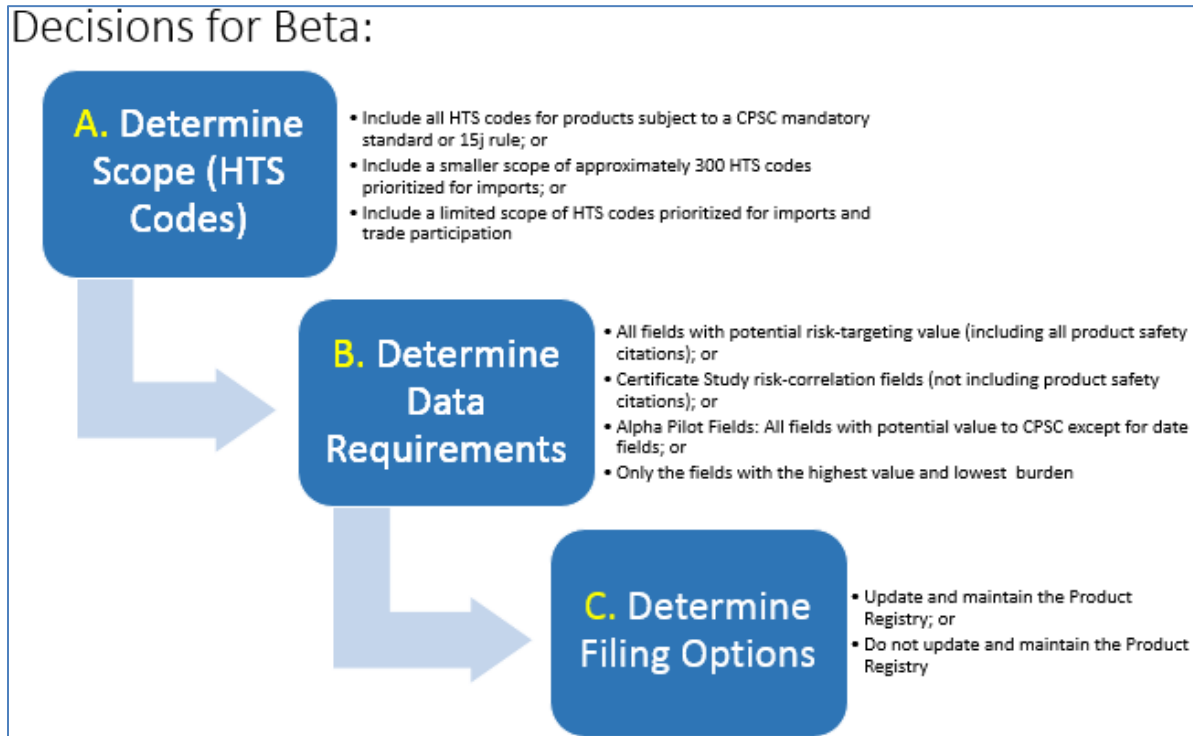 Decisions for Beta:
A. Determine
Scope (HTS
Codes)
• Include all HTS codes for products subject to a CPSC mandatory
standard or 15j rule; or
• Include a smaller scope of approximately 300 HTS codes
prioritized for imports; or
• Include a limited scope of HTS codes prioritized for imports and
trade participation
B. Determine
Data
Requirements
• All fields with potential risk-targeting value (including all product safety
citations); or
• Certificate Study risk-correlation fields (not including product safety
citations); or
• Alpha Pilot Fields: All fields with potential value to CPSC except for date
fields; or
• Only the fields with the highest value and lowest burden
C. Determine
Filing Options
• Update and maintain the Product
Registry; or
• Do not update and maintain the Product
Registry